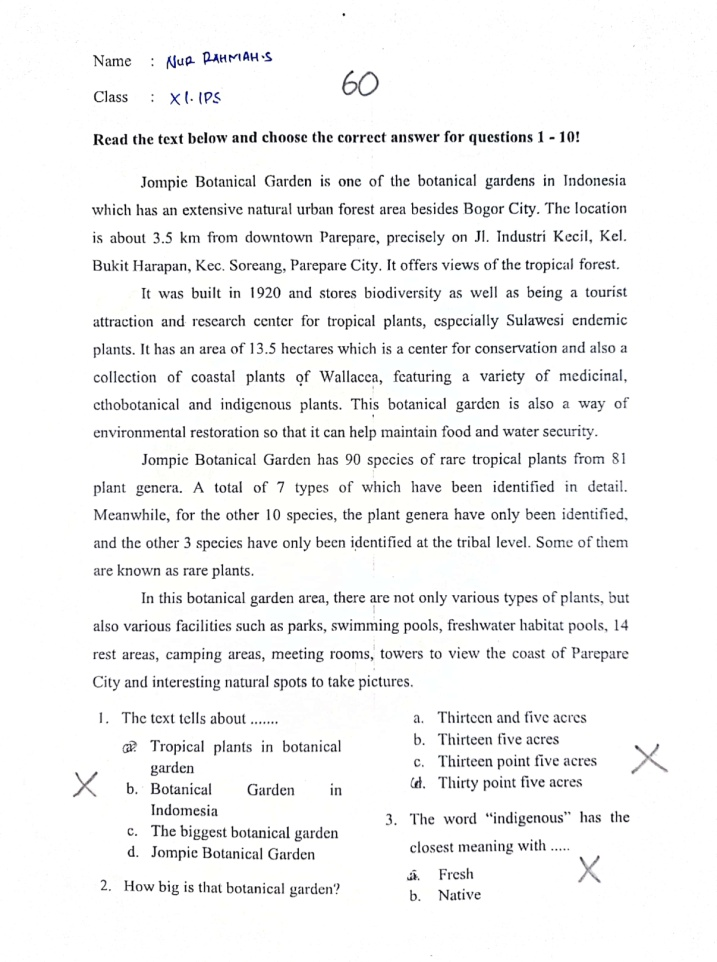 Name : NUR RAHMAH.S
60
Class : XI. IPS
Read the text below and choose the correct answer for questions 1 - 10!
Jompie Botanical Garden is one of the botanical gardens in Indonesia
which has an extensive natural urban forest area besides Bogor City. The location
is about 3.5 km from downtown Parepare, precisely on Jl. Industri Kecil, Kel.
Bukit Harapan, Kec. Soreang, Parepare City. It offers views of the tropical forest.
It was built in 1920 and stores biodiversity as well as being a tourist
attraction and research center for tropical plants, especially Sulawesi endemic
plants. It has an area of 13.5 hectares which is a center for conservation and also a
collection of coastal plants of Wallacea, featuring a variety of medicinal,
ethobotanical and indigenous plants. This botanical garden is also a way of
environmental restoration so that it can help maintain food and water security.
Jompie Botanical Garden has 90 species of rare tropical plants from 81
plant genera. A total of 7 types of which have been identified in detail.
Meanwhile, for the other 10 species, the plant genera have only been identified,
and the other 3 species have only been identified at the tribal level. Some of them
are known as rare plants.
In this botanical garden area, there are not only various types of plants, but
also various facilities such as parks, swimming pools, freshwater habitat pools, 14
rest areas, camping areas, meeting rooms, towers to view the coast of Parepare
City and interesting natural spots to take pictures.
1. The text tells about .......
a. Tropical plants in botanical
garden
X b. Botanical Garden in
Indomesia
c. The biggest botanical garden
d. Jompie Botanical Garden
2. How big is that botanical garden?
a. Thirteen and five acres
b. Thirteen five acres
c. Thirteen point five acres X
d. Thirty point five acres
3. The word “indigenous” has the
closest meaning with .....
a. Fresh X
b. Native